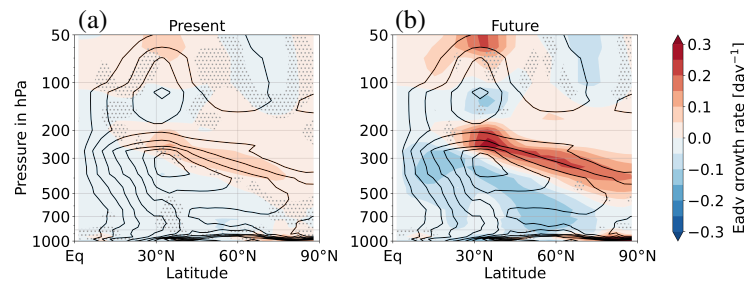 (a) Present (b) Future
50 50 0.3
100 100 0.2
200 200 0.1
300 300 0.0
500 500 −0.1
700 700 −0.2
1000 1000 −0.3
Pressure in hPa
Eady growth rate [day⁻¹]
Eq 30°N 60°N 90°N Eq 30°N 60°N 90°N
Latitude Latitude